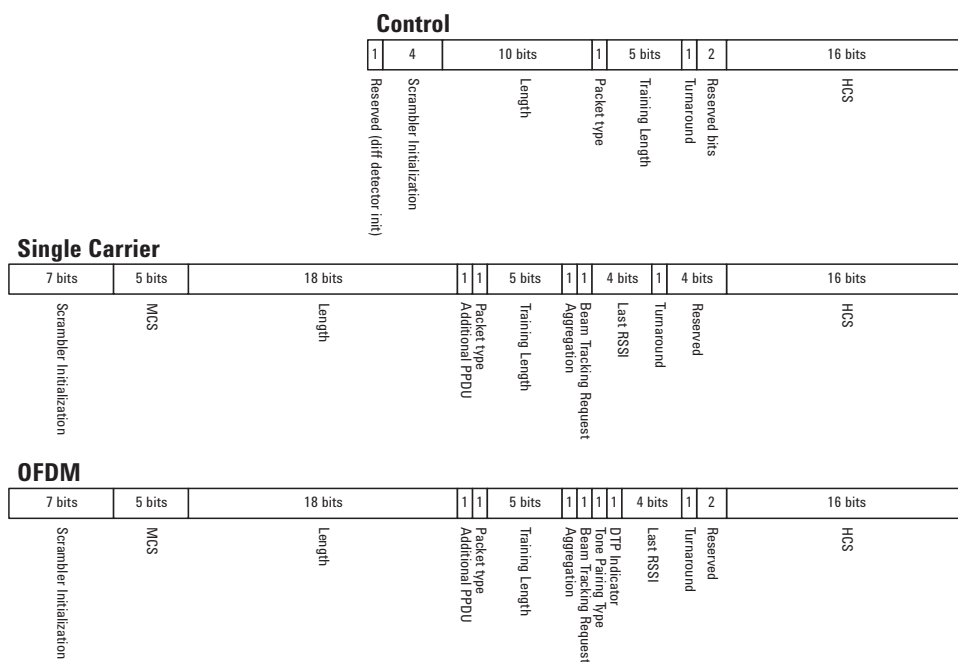 Control
1 4 10 bits 1 5 bits 1 2 16 bits
Reserved (diff detector init)
Scrambler Initialization
Length
Packet type
Training Length
Turnaround
Reserved bits
HCS
Single Carrier
7 bits 5 bits 18 bits 1 1 5 bits 1 1 4 bits 1 4 bits 16 bits
Scrambler Initialization
MCS
Length
Additional PPDU
Packet type
Training Length
Aggregation
Beam Tracking Request
Last RSSI
Turnaround
Reserved
HCS
OFDM
7 bits 5 bits 18 bits 1 1 5 bits 1 1 1 1 4 bits 1 2 16 bits
Scrambler Initialization
MCS
Length
Additional PPDU
Packet type
Training Length
Aggregation
Beam Tracking Request
Tone Pairing Type
DTP Indicator
Last RSSI
Turnaround
Reserved
HCS